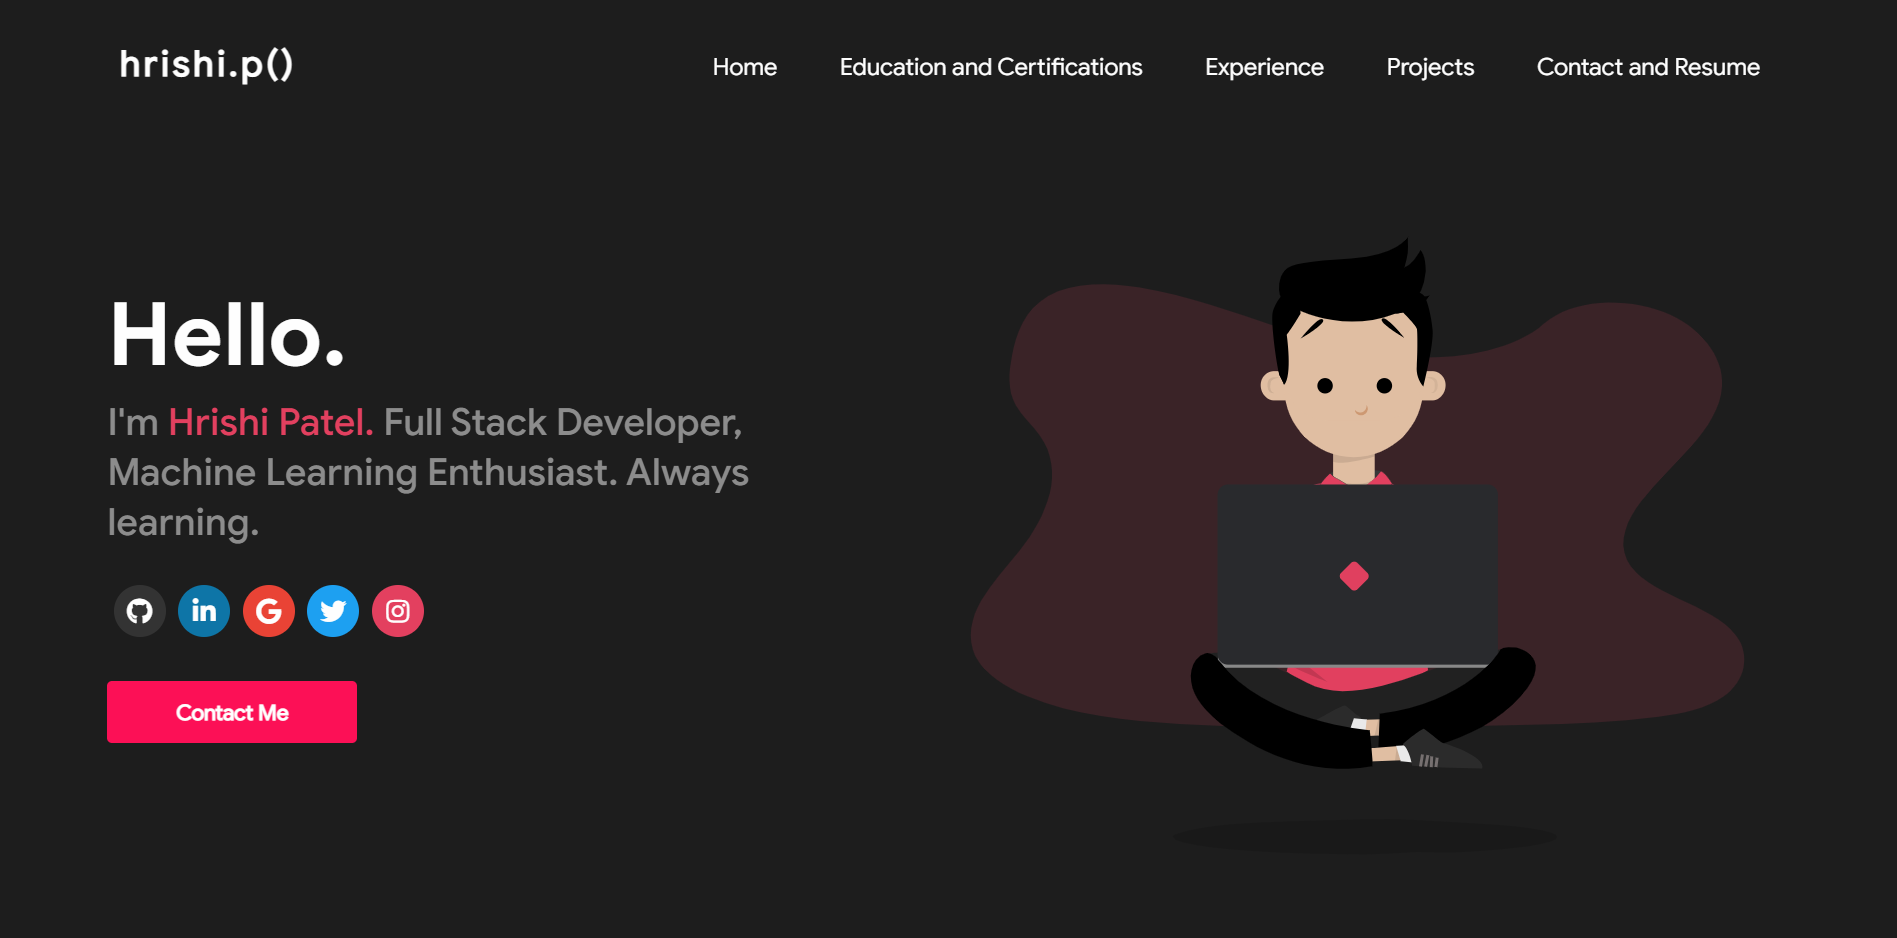 hrishi.p()
Home Education and Certifications Experience Projects Contact and Resume
Hello.
I'm Hrishi Patel. Full Stack Developer,
Machine Learning Enthusiast. Always
learning.
in G
Contact Me